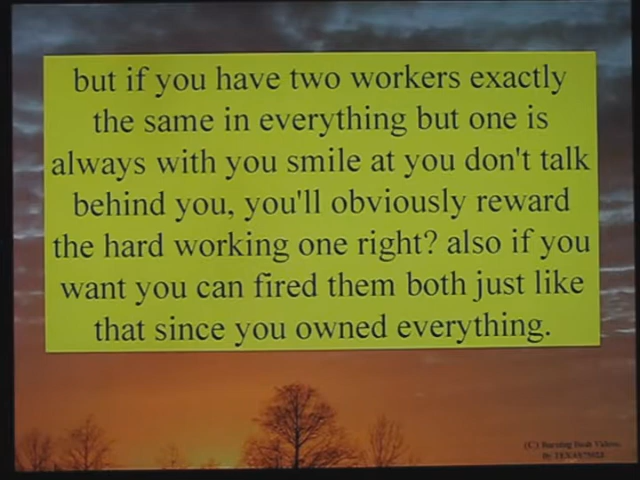 but if you have two workers exactly
the same in everything but one is
always with you smile at you don't talk
behind you, you'll obviously reward
the hard working one right? also if you
want you can fired them both just like
that since you owned everything.
(C) Burning Bush Videos
By TEXAS